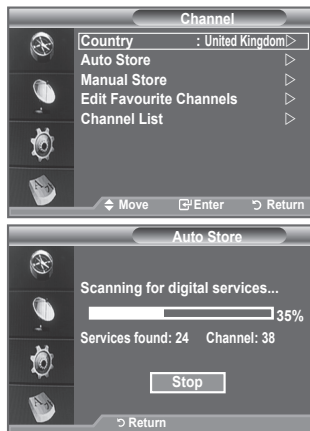 Channel
Country : United Kingdom
Auto Store
Manual Store
Edit Favourite Channels
Channel List
Move Enter Return
Auto Store
Scanning for digital services...
35%
Services found: 24 Channel: 38
Stop
Return